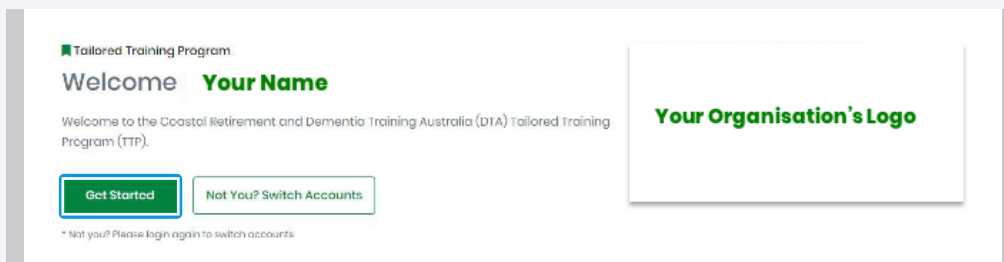 Tailored Training Program
Welcome Your Name
Welcome to the Coastal Retirement and Dementia Training Australia (DTA) Tailored Training
Program (TTP).
Your Organisation's Logo
Get Started Not You? Switch Accounts
* Not you? Please login again to switch accounts